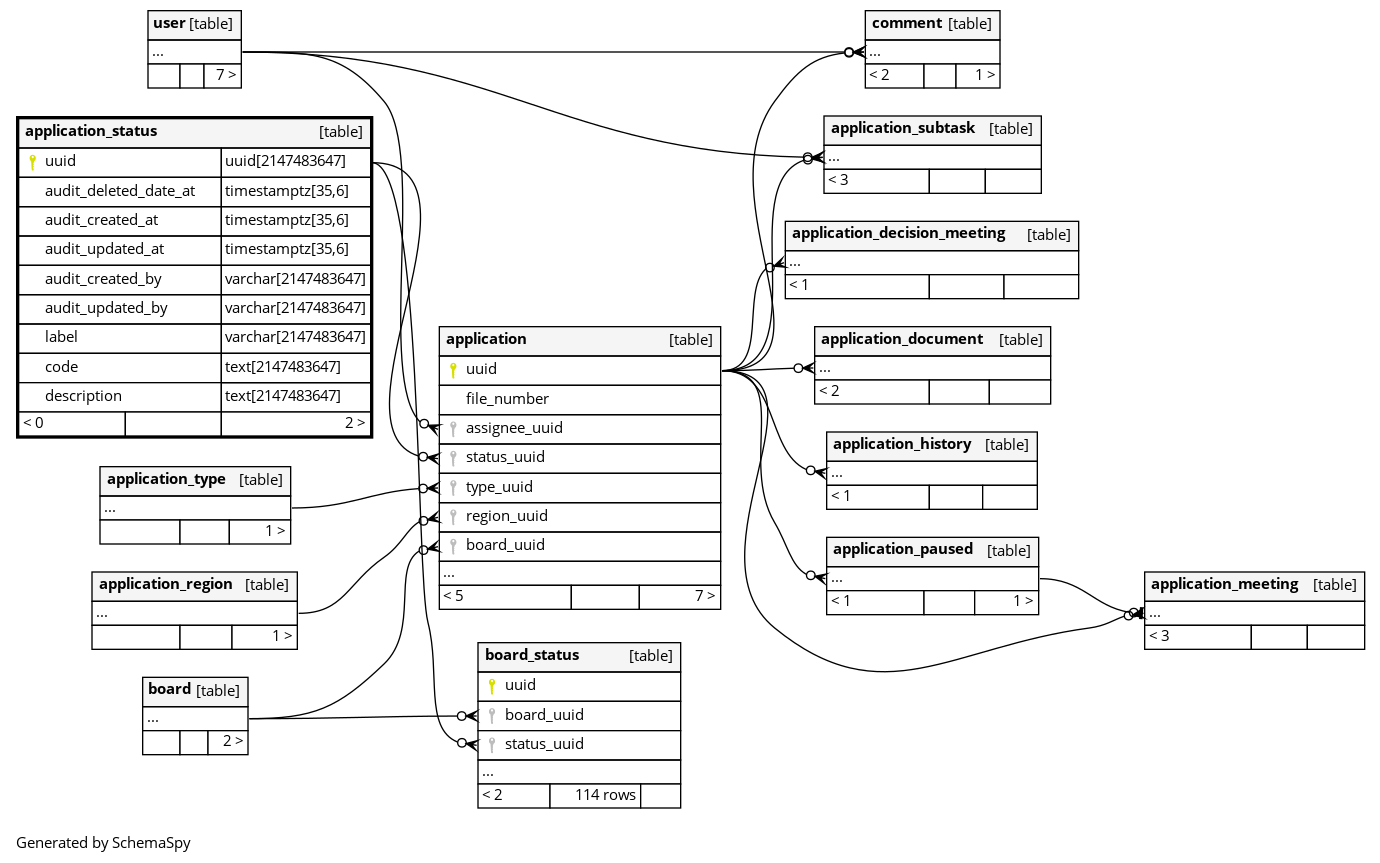 user [table]
...
7 >
application_status [table]
uuid uuid[2147483647]
audit_deleted_date_at timestamptz[35,6]
audit_created_at timestamptz[35,6]
audit_updated_at timestamptz[35,6]
audit_created_by varchar[2147483647]
audit_updated_by varchar[2147483647]
label varchar[2147483647]
code text[2147483647]
description text[2147483647]
< 0 2 >
application_type [table]
...
1 >
application_region [table]
...
1 >
board [table]
...
2 >
application [table]
uuid
file_number
assignee_uuid
status_uuid
type_uuid
region_uuid
board_uuid
...
< 5 7 >
board_status [table]
uuid
board_uuid
status_uuid
...
< 2 114 rows
comment [table]
...
< 2 1 >
application_subtask [table]
...
< 3
application_decision_meeting [table]
...
< 1
application_document [table]
...
< 2
application_history [table]
...
< 1
application_paused [table]
...
< 1 1 >
application_meeting [table]
...
< 3
Generated by SchemaSpy